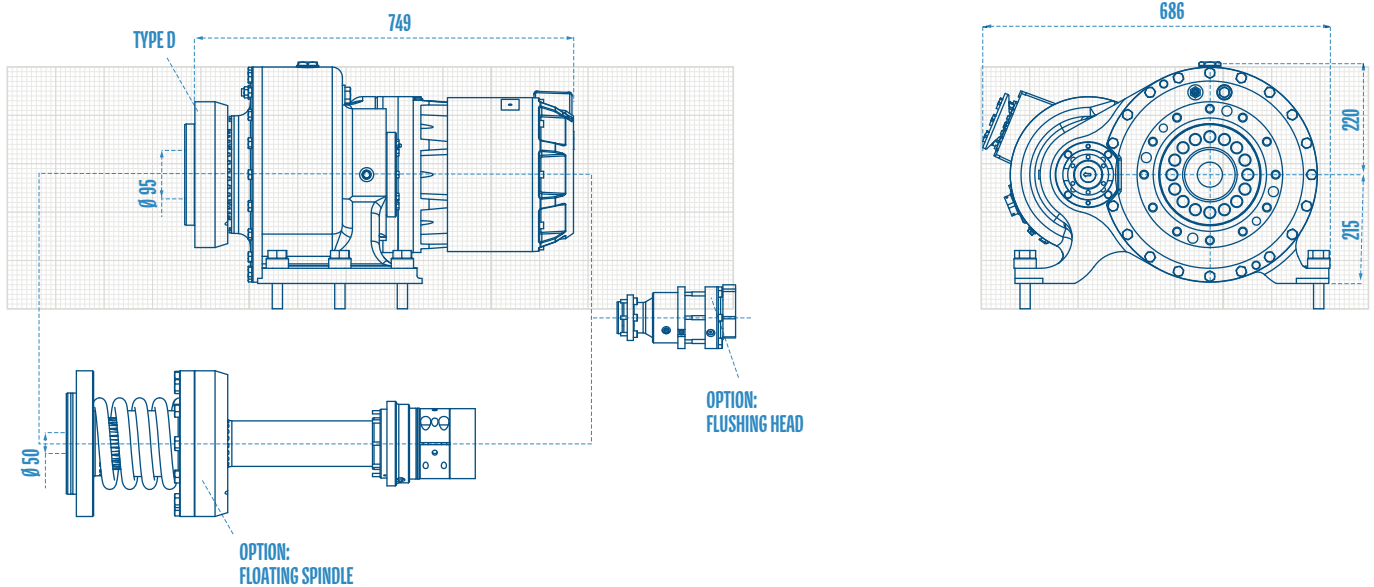 749
TYPE D
Ø 95
OPTION:
FLUSHING HEAD
Ø 50
OPTION:
FLOATING SPINDLE
686
220
215